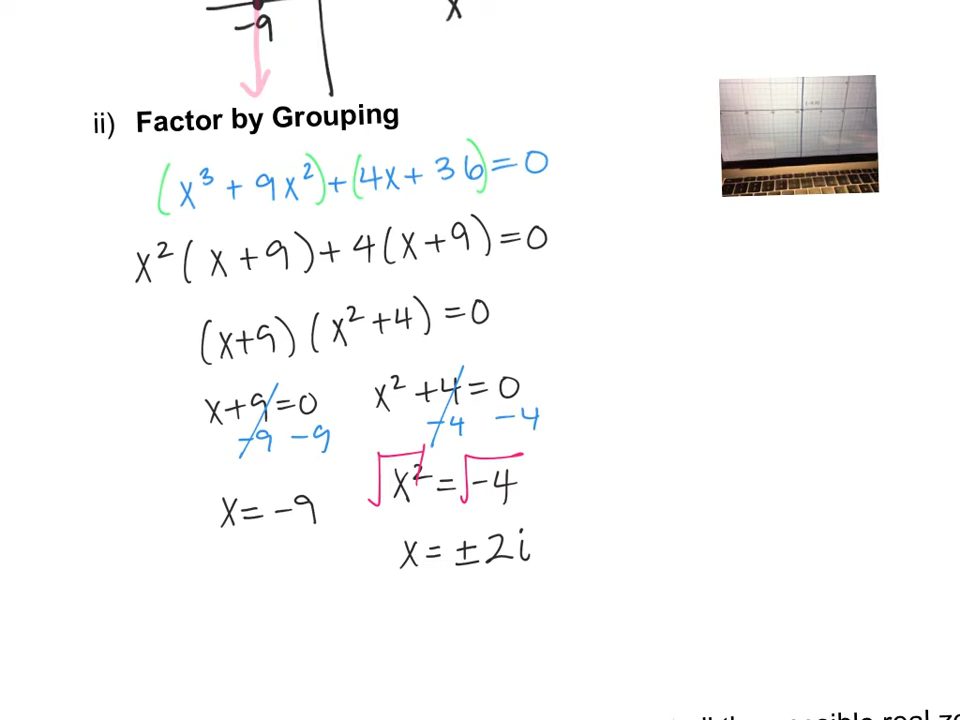 -9
x
ii) Factor by Grouping
(x³ + 9x²) + (4x + 36) = 0
x² (x + 9) + 4(x + 9) = 0
(x+9) (x² + 4) = 0
x+9 = 0 x² + 4 = 0
-9 -9 -4 -4
√x² = √-4
x = -9
x = ± 2i